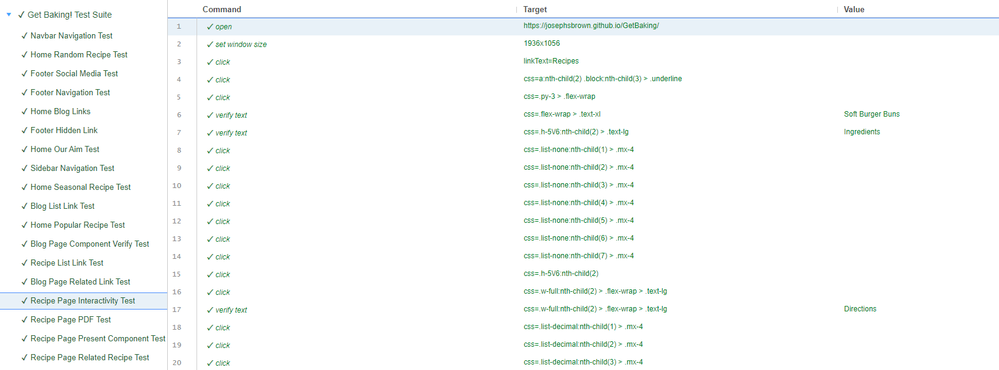 ✓ Get Baking! Test Suite
✓ Navbar Navigation Test
✓ Home Random Recipe Test
✓ Footer Social Media Test
✓ Footer Navigation Test
✓ Home Blog Links
✓ Footer Hidden Link
✓ Home Our Aim Test
✓ Sidebar Navigation Test
✓ Home Seasonal Recipe Test
✓ Blog List Link Test
✓ Home Popular Recipe Test
✓ Blog Page Component Verify Test
✓ Recipe List Link Test
✓ Blog Page Related Link Test
✓ Recipe Page Interactivity Test
✓ Recipe Page PDF Test
✓ Recipe Page Present Component Test
✓ Recipe Page Related Recipe Test
Command Target Value
1 ✓ open https://josephsbrown.github.io/GetBaking/
2 ✓ set window size 1936x1056
3 ✓ click linkText=Recipes
4 ✓ click css=a:nth-child(2) .block:nth-child(3) > .underline
5 ✓ click css=.py-3 > .flex-wrap
6 ✓ verify text css=.flex-wrap > .text-xl Soft Burger Buns
7 ✓ verify text css=.h-5\/6:nth-child(2) > .text-lg Ingredients
8 ✓ click css=.list-none:nth-child(1) > .mx-4
9 ✓ click css=.list-none:nth-child(2) > .mx-4
10 ✓ click css=.list-none:nth-child(3) > .mx-4
11 ✓ click css=.list-none:nth-child(4) > .mx-4
12 ✓ click css=.list-none:nth-child(5) > .mx-4
13 ✓ click css=.list-none:nth-child(6) > .mx-4
14 ✓ click css=.list-none:nth-child(7) > .mx-4
15 ✓ click css=.h-5\/6:nth-child(2)
16 ✓ click css=.w-full:nth-child(2) > .flex-wrap > .text-lg
17 ✓ verify text css=.w-full:nth-child(2) > .flex-wrap > .text-lg Directions
18 ✓ click css=.list-decimal:nth-child(1) > .mx-4
19 ✓ click css=.list-decimal:nth-child(2) > .mx-4
20 ✓ click css=.list-decimal:nth-child(3) > .mx-4